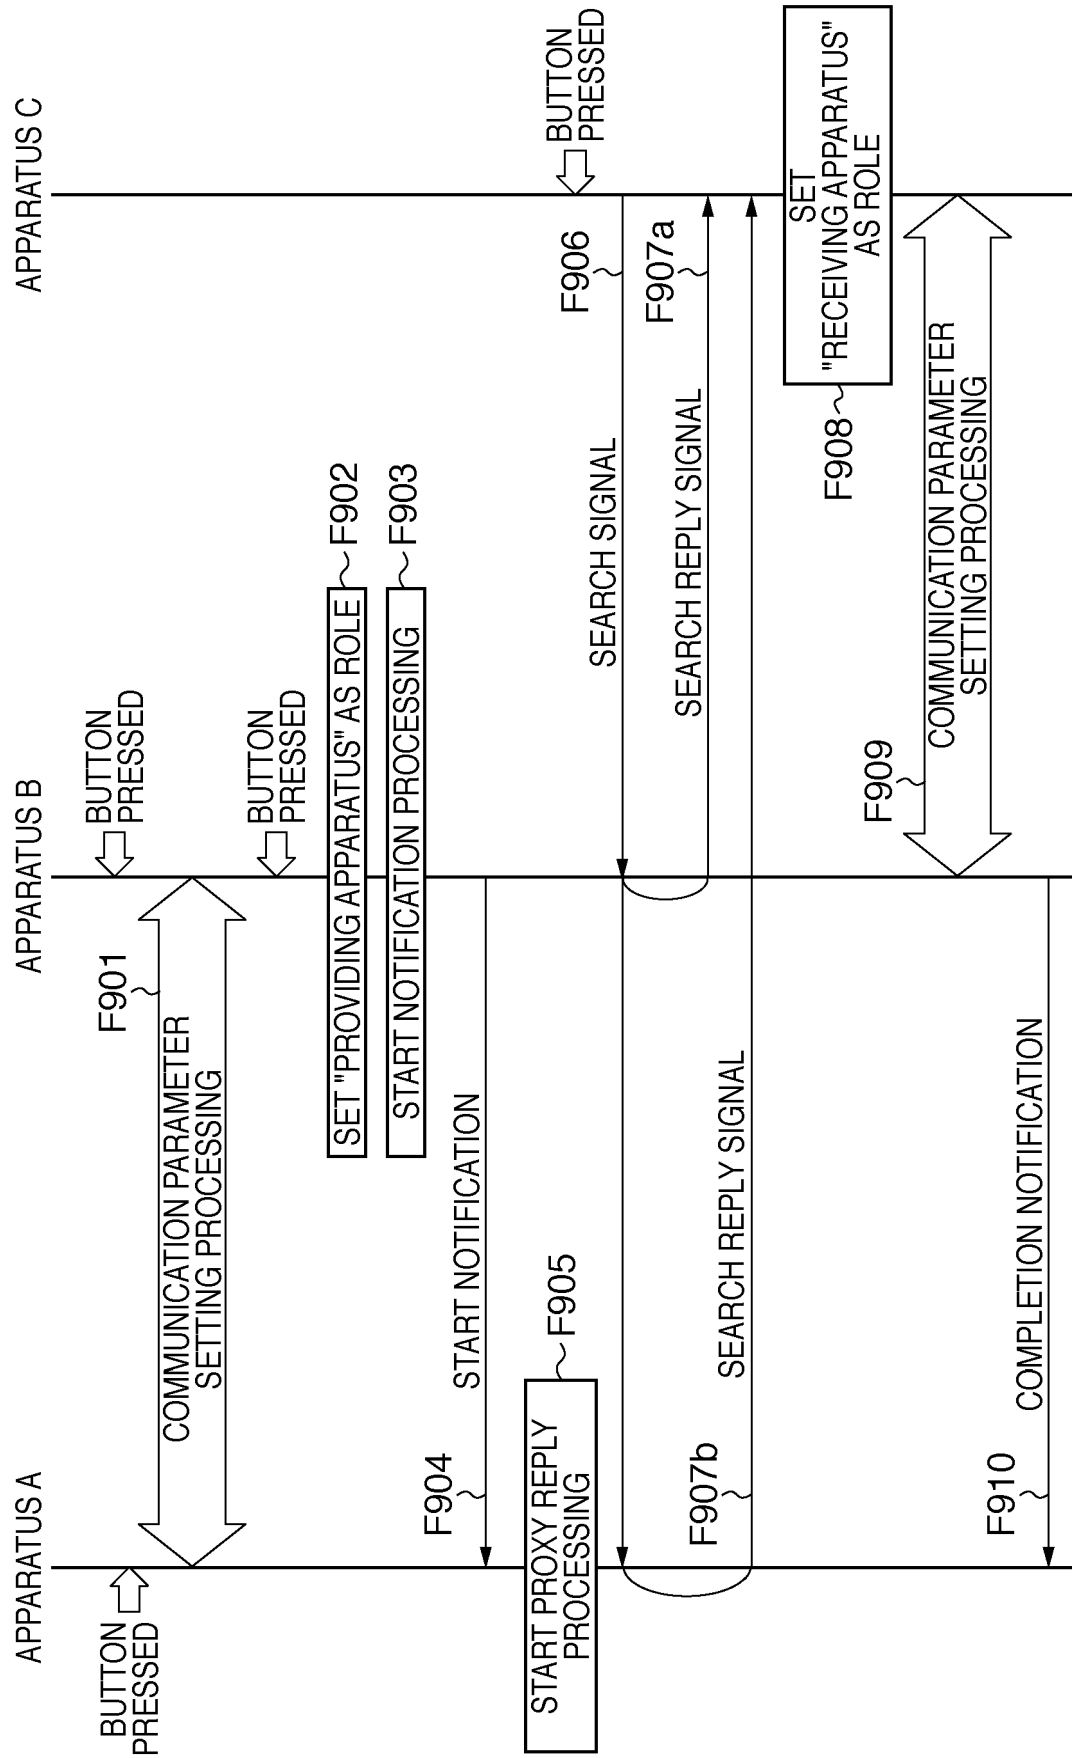 APPARATUS A
APPARATUS B
APPARATUS C
BUTTON
PRESSED
BUTTON
PRESSED
F901
COMMUNICATION PARAMETER
SETTING PROCESSING
BUTTON
PRESSED
SET "PROVIDING APPARATUS" AS ROLE
F902
START NOTIFICATION PROCESSING
F903
F904
START NOTIFICATION
START PROXY REPLY
PROCESSING
F905
BUTTON
PRESSED
SEARCH SIGNAL
F906
SEARCH REPLY SIGNAL
F907a
F907b
SEARCH REPLY SIGNAL
F908
SET
"RECEIVING APPARATUS"
AS ROLE
F909
COMMUNICATION PARAMETER
SETTING PROCESSING
F910
COMPLETION NOTIFICATION